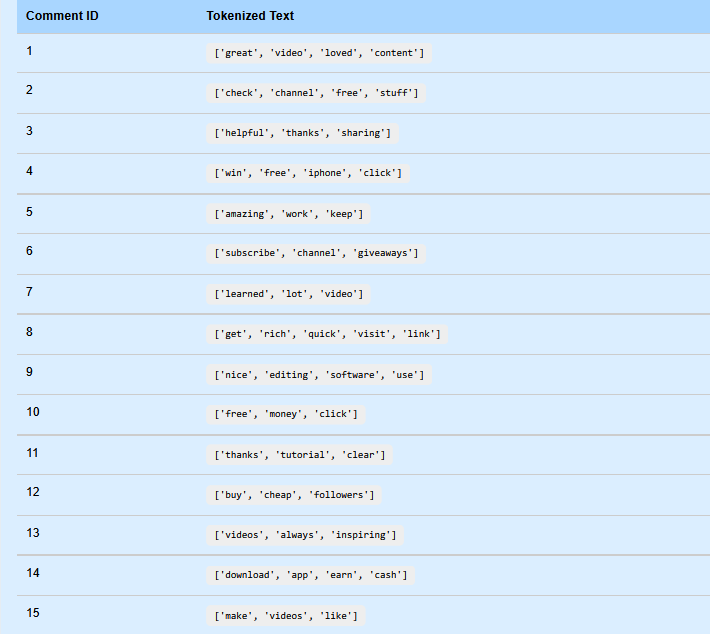 Comment ID Tokenized Text
1 ['great', 'video', 'loved', 'content']
2 ['check', 'channel', 'free', 'stuff']
3 ['helpful', 'thanks', 'sharing']
4 ['win', 'free', 'iphone', 'click']
5 ['amazing', 'work', 'keep']
6 ['subscribe', 'channel', 'giveaways']
7 ['learned', 'lot', 'video']
8 ['get', 'rich', 'quick', 'visit', 'link']
9 ['nice', 'editing', 'software', 'use']
10 ['free', 'money', 'click']
11 ['thanks', 'tutorial', 'clear']
12 ['buy', 'cheap', 'followers']
13 ['videos', 'always', 'inspiring']
14 ['download', 'app', 'earn', 'cash']
15 ['make', 'videos', 'like']